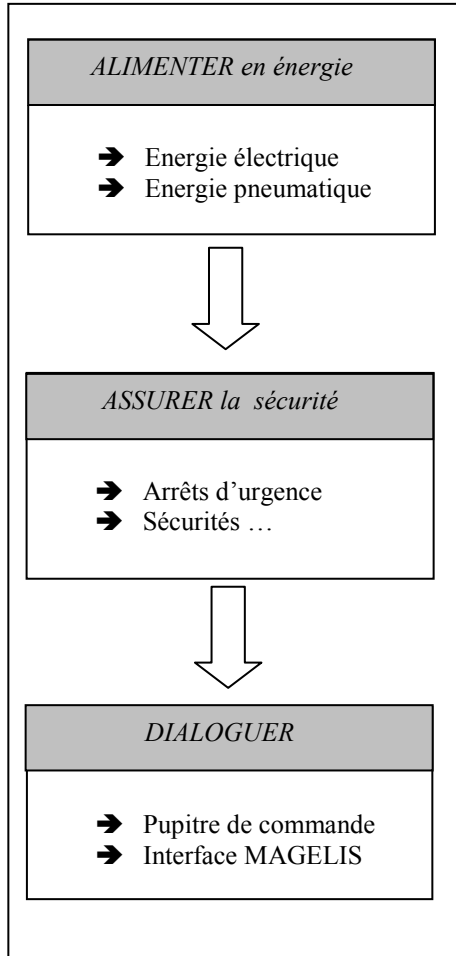 ALIMENTER en énergie
➔ Energie électrique
➔ Energie pneumatique
ASSURER la sécurité
➔ Arrêts d’urgence
➔ Sécurités …
DIALOGUER
➔ Pupitre de commande
➔ Interface MAGELIS